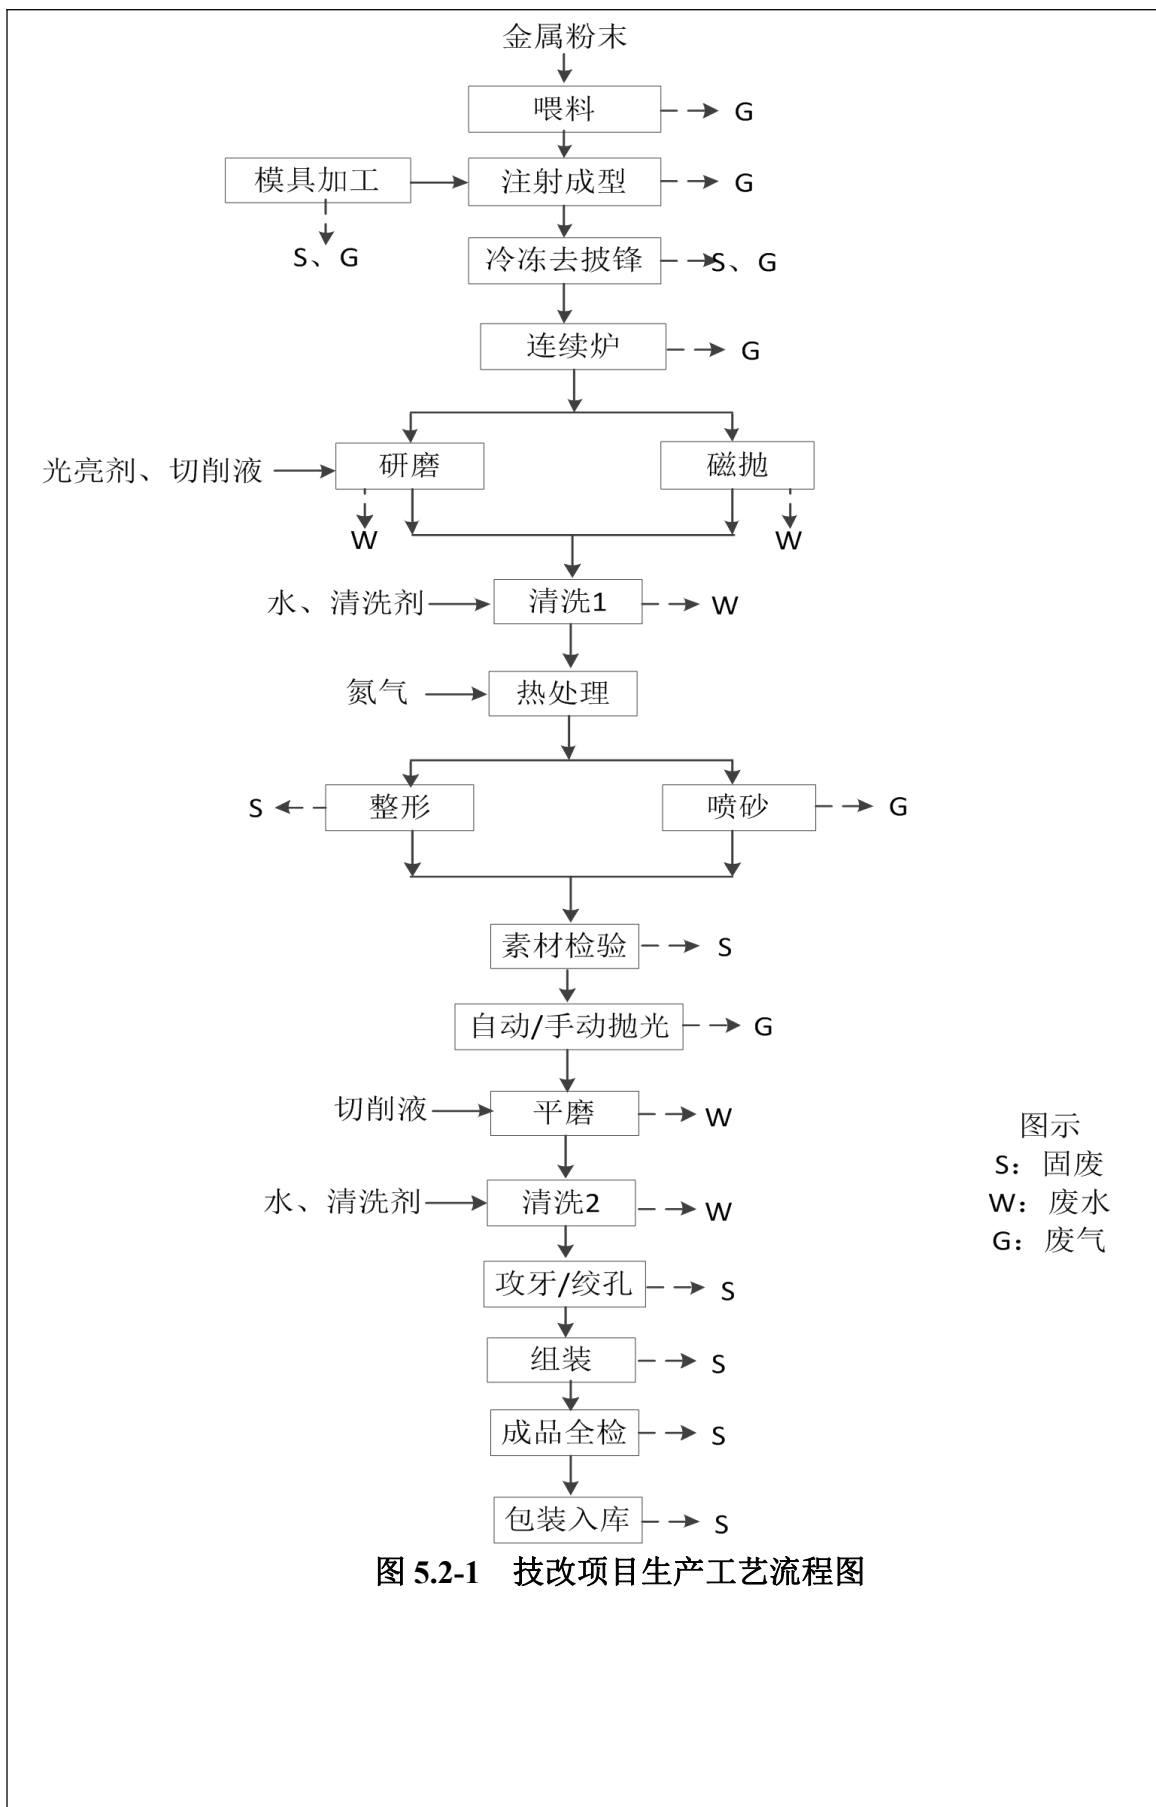 金属粉末
喂料
G
模具加工
注射成型
G
S、G
冷冻去披锋
S、G
连续炉
G
光亮剂、切削液
研磨
磁抛
W
W
水、清洗剂
清洗1
W
氮气
热处理
S
整形
喷砂
G
素材检验
S
自动/手动抛光
G
切削液
平磨
W
水、清洗剂
清洗2
W
攻牙/绞孔
S
组装
S
成品全检
S
包装入库
S
图示
S：固废
W：废水
G：废气
图 5.2-1 技改项目生产工艺流程图